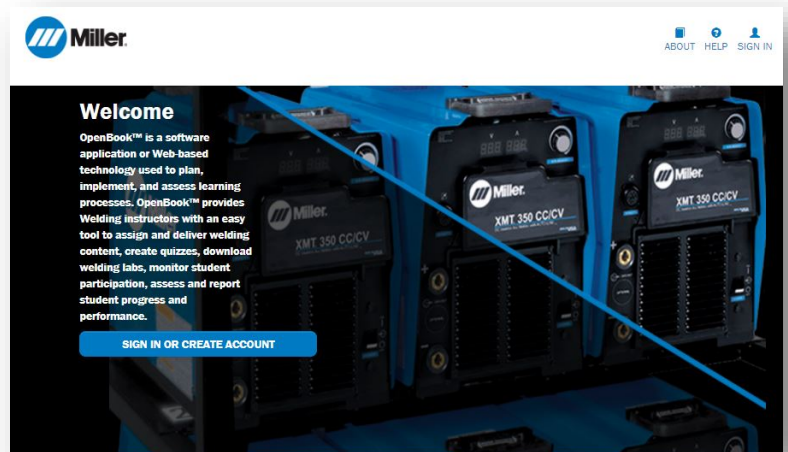 Miller.
ABOUT HELP SIGN IN
Welcome
OpenBook™ is a software
application or Web-based
technology used to plan,
implement, and assess learning
processes. OpenBook™ provides
Welding instructors with an easy
tool to assign and deliver welding
content, create quizzes, download
welding labs, monitor student
participation, assess and report
student progress and
performance.
SIGN IN OR CREATE ACCOUNT
Miller.
XMT 350 CC/CV
Miller.
XMT 350 CC/CV
Miller.
XMT 350 CC/CV